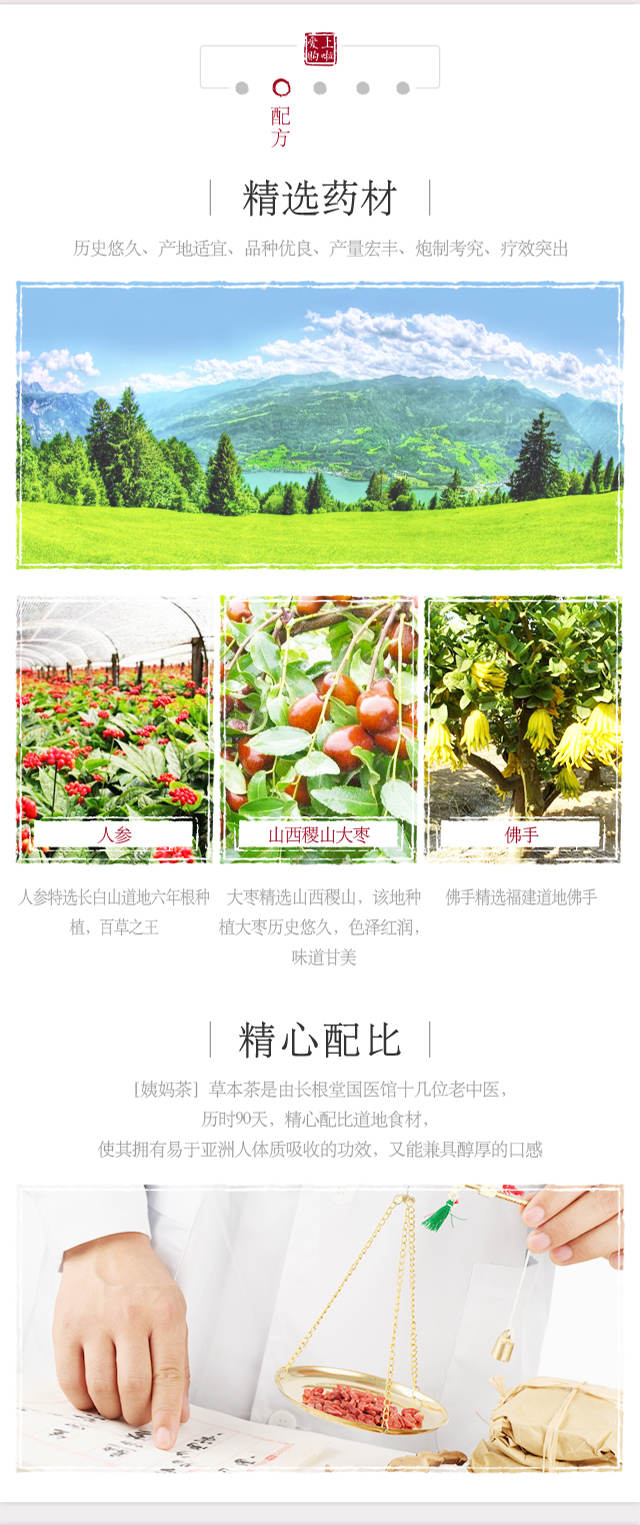 爱上
购啦
配
方
精选药材
历史悠久、产地适宜、品种优良、产量宏丰、炮制考究、疗效突出
人参
山西稷山大枣
佛手
人参特选长白山道地六年根种
植，百草之王
大枣精选山西稷山，该地种
植大枣历史悠久，色泽红润，
味道甘美
佛手精选福建道地佛手
精心配比
[姨妈茶］草本茶是由长根堂国医馆十几位老中医，
历时90天，精心配比道地食材，
使其拥有易于亚洲人体质吸收的功效，又能兼具醇厚的口感